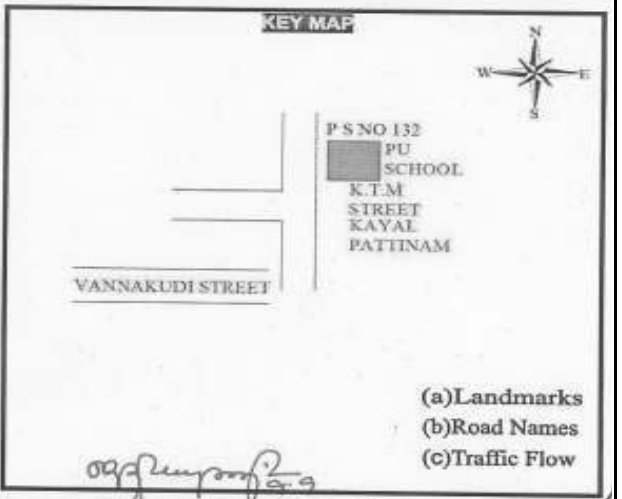 KEY MAP
N
W E
S
P S NO 132
PU
SCHOOL
K.T.M
STREET
KAYAL
PATTINAM
VANNAKUDI STREET
(a)Landmarks
(b)Road Names
(c)Traffic Flow